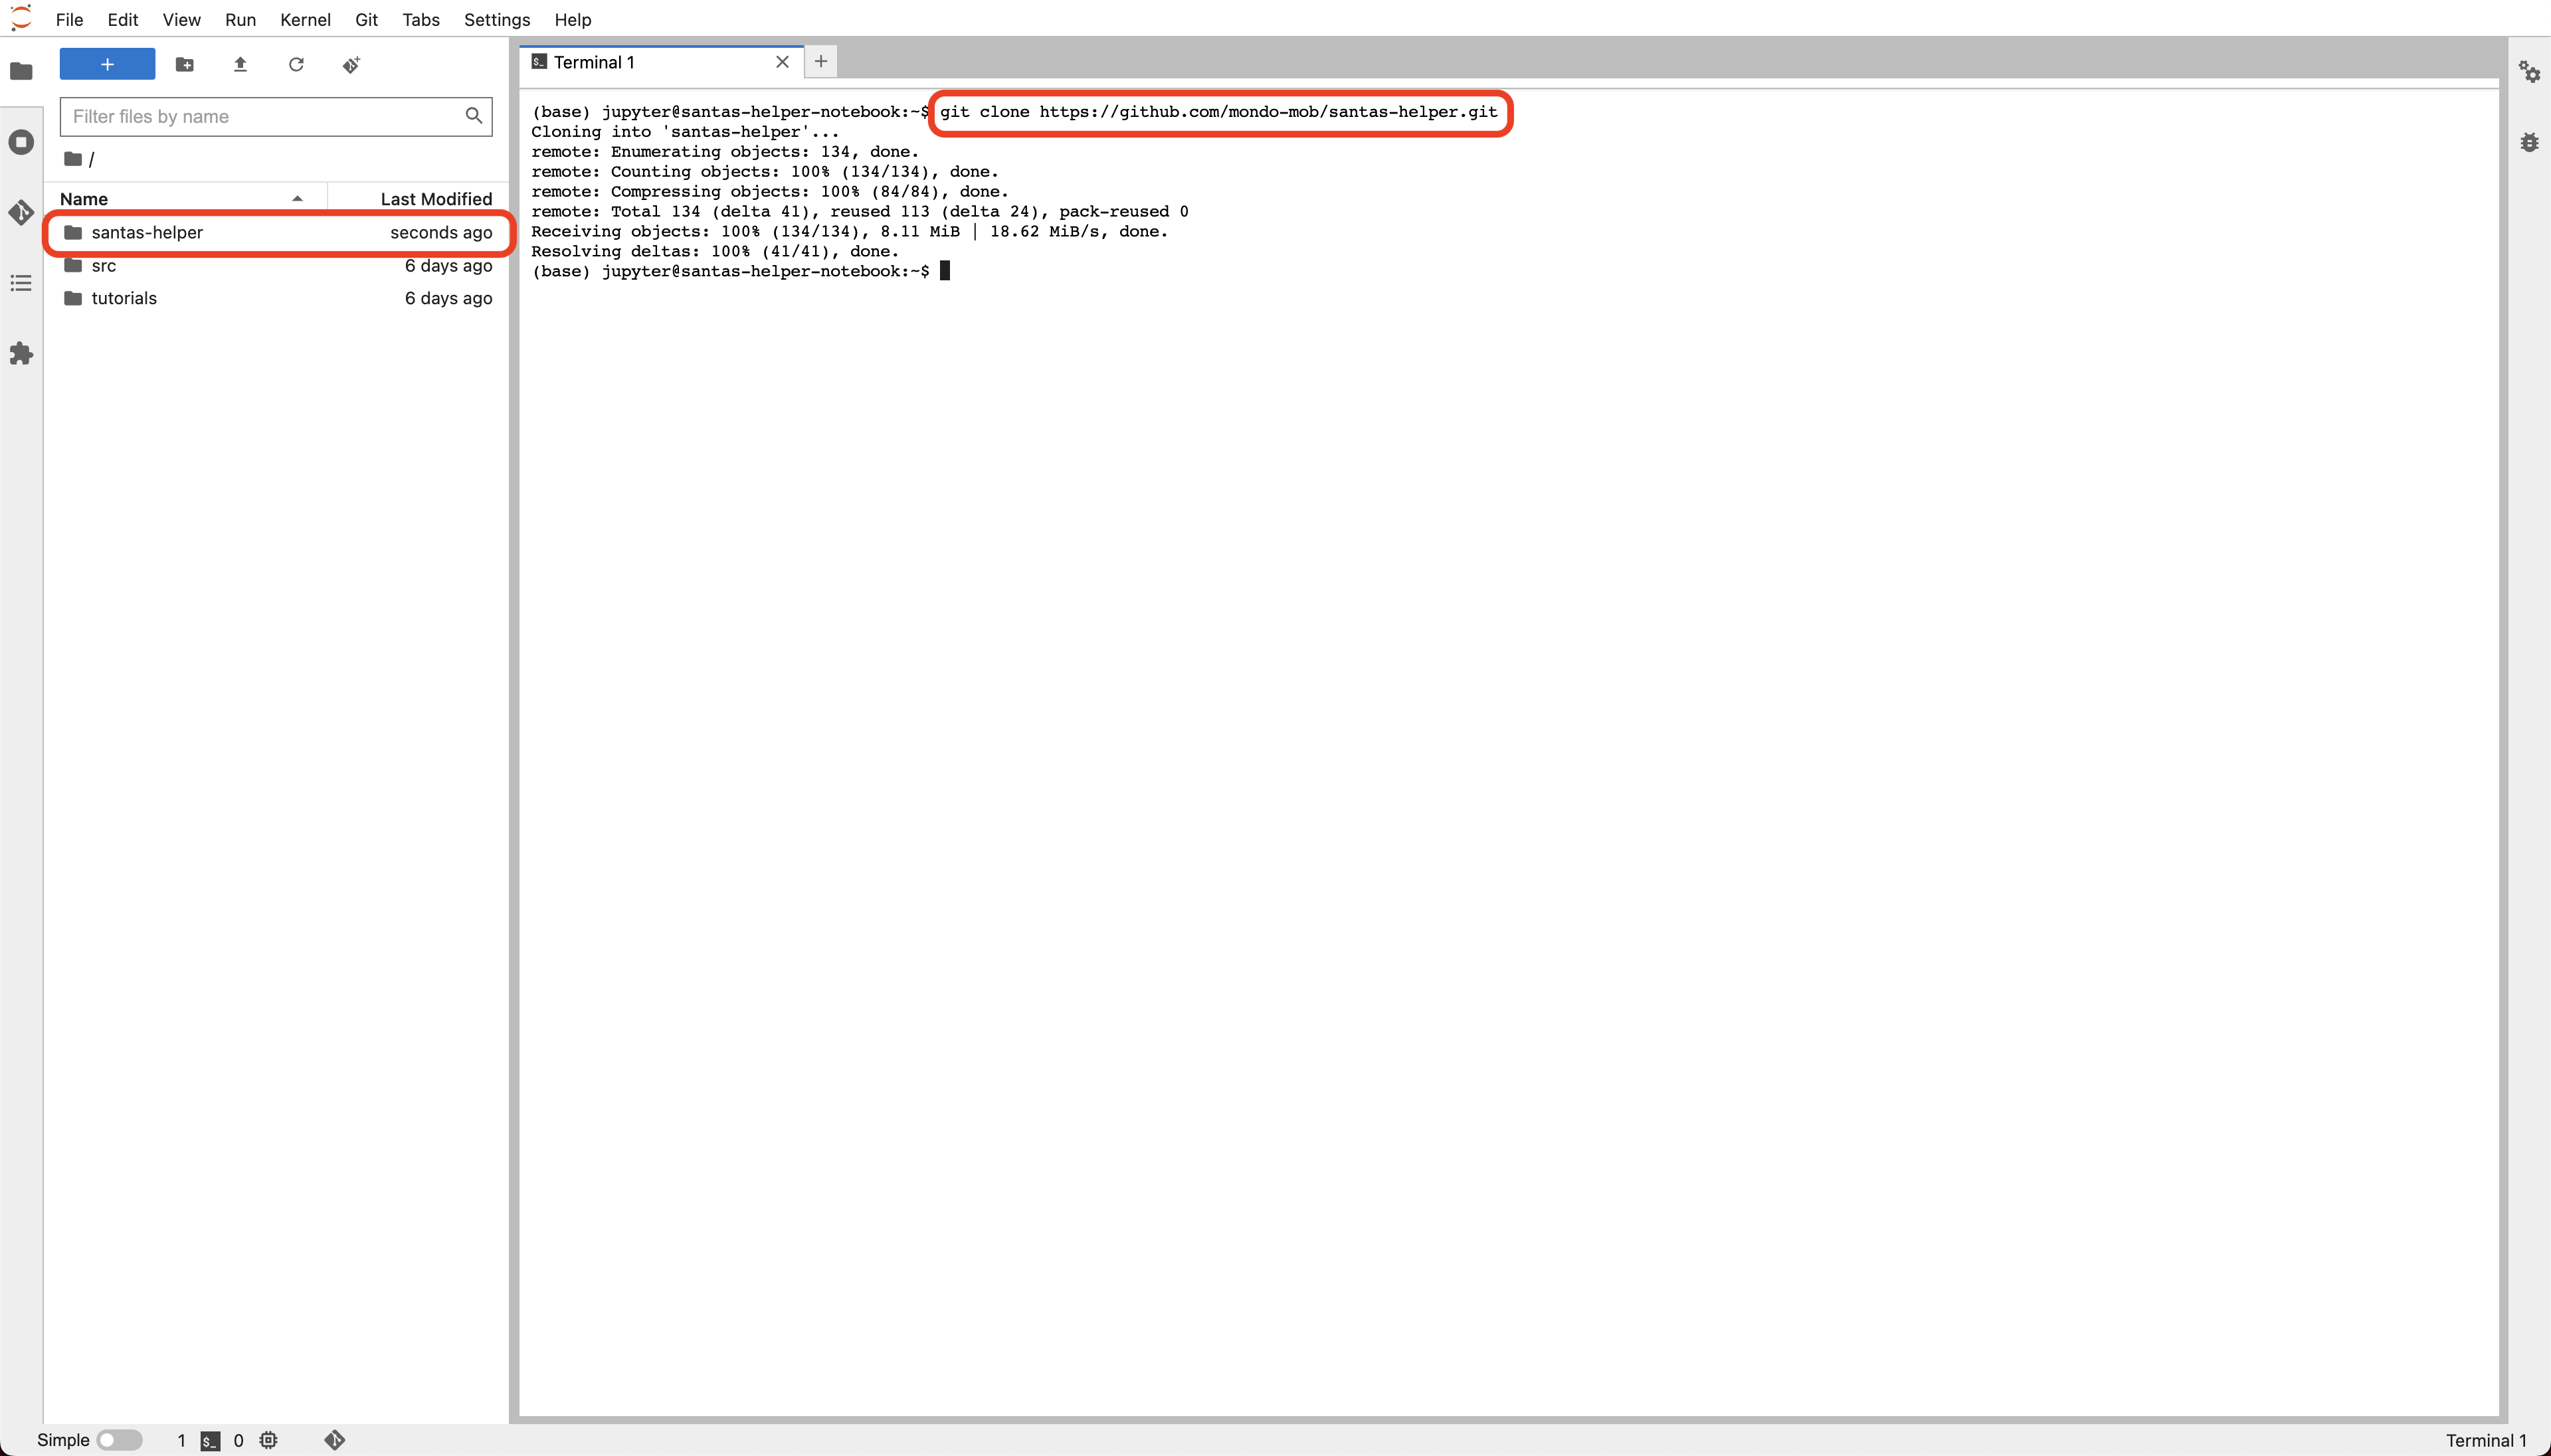 File Edit View Run Kernel Git Tabs Settings Help
+
Filter files by name
/
Name Last Modified
santas-helper seconds ago
src 6 days ago
tutorials 6 days ago
$_ Terminal 1 × +
(base) jupyter@santas-helper-notebook:~$ git clone https://github.com/mondo-mob/santas-helper.git
Cloning into 'santas-helper'...
remote: Enumerating objects: 134, done.
remote: Counting objects: 100% (134/134), done.
remote: Compressing objects: 100% (84/84), done.
remote: Total 134 (delta 41), reused 113 (delta 24), pack-reused 0
Receiving objects: 100% (134/134), 8.11 MiB | 18.62 MiB/s, done.
Resolving deltas: 100% (41/41), done.
(base) jupyter@santas-helper-notebook:~$
Simple 1 $_ 0 Terminal 1